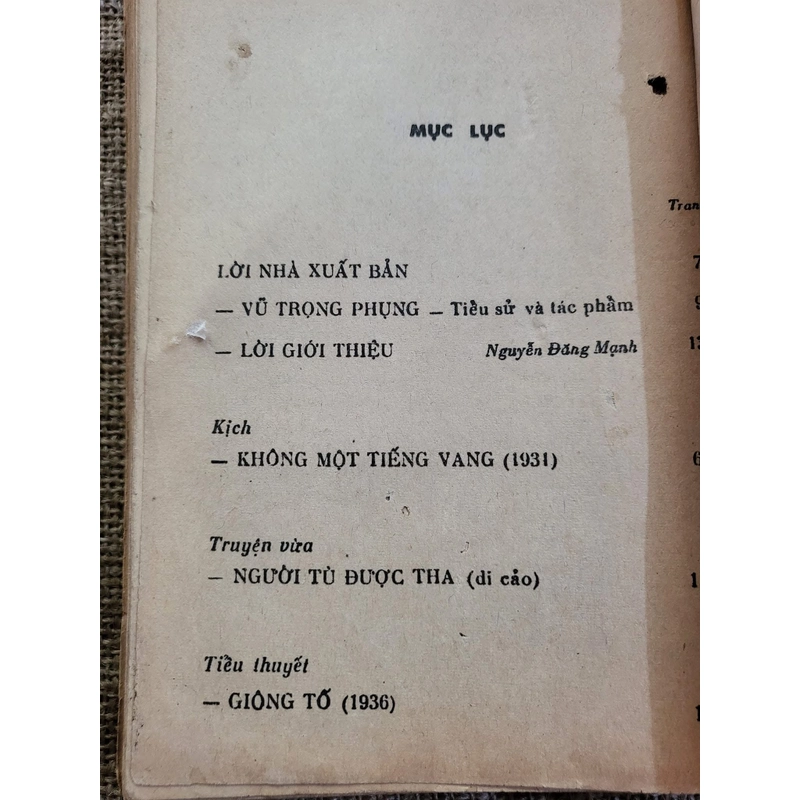 MỤC LỤC
LỜI NHÀ XUẤT BẢN
— VŨ TRỌNG PHỤNG — Tiểu sử và tác phẩm
— LỜI GIỚI THIỆU Nguyễn Đăng Mạnh
Kịch
— KHÔNG MỘT TIẾNG VANG (1931)
Truyện vừa
— NGƯỜI TÙ ĐƯỢC THA (di cảo)
Tiểu thuyết
— GIÔNG TỐ (1936)